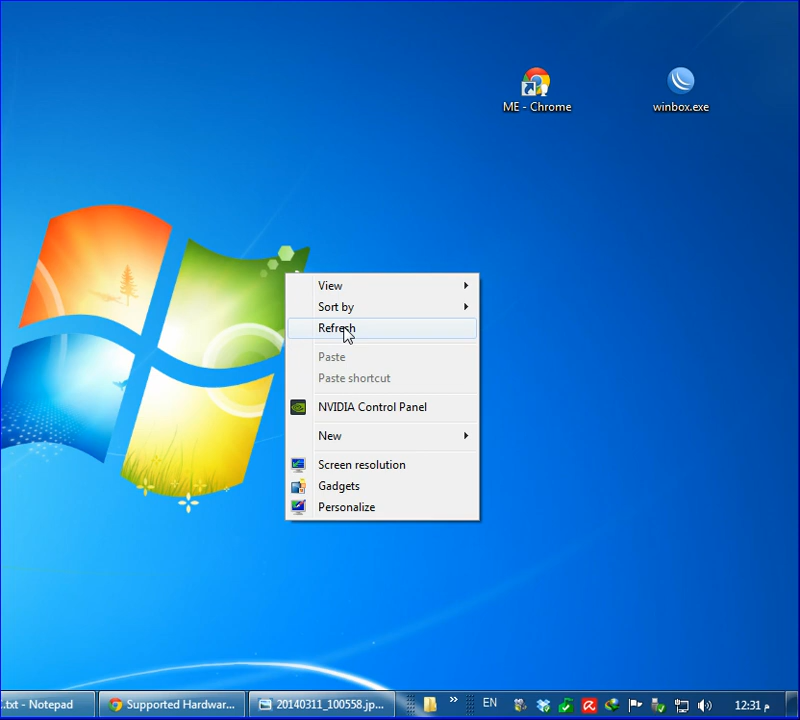 ME - Chrome
winbox.exe
View
Sort by
Refresh
Paste
Paste shortcut
NVIDIA Control Panel
New
Screen resolution
Gadgets
Personalize
.txt - Notepad
Supported Hardwar...
20140311_100558.jp...
»
EN
12:31 م